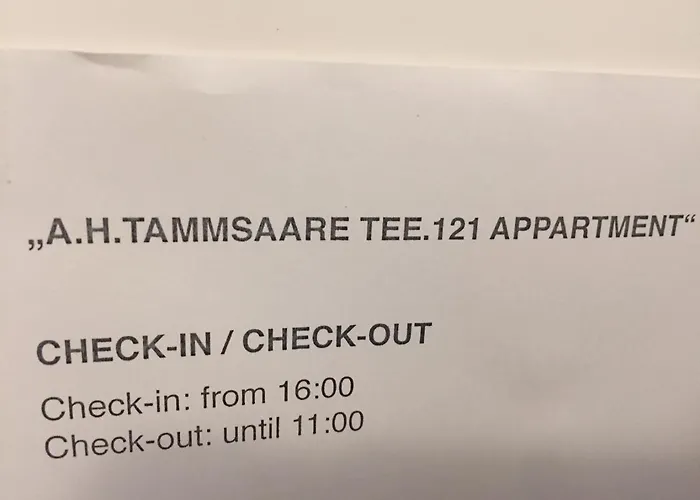 „A.H.TAMMSAARE TEE.121 APPARTMENT“
CHECK-IN / CHECK-OUT
Check-in: from 16:00
Check-out: until 11:00